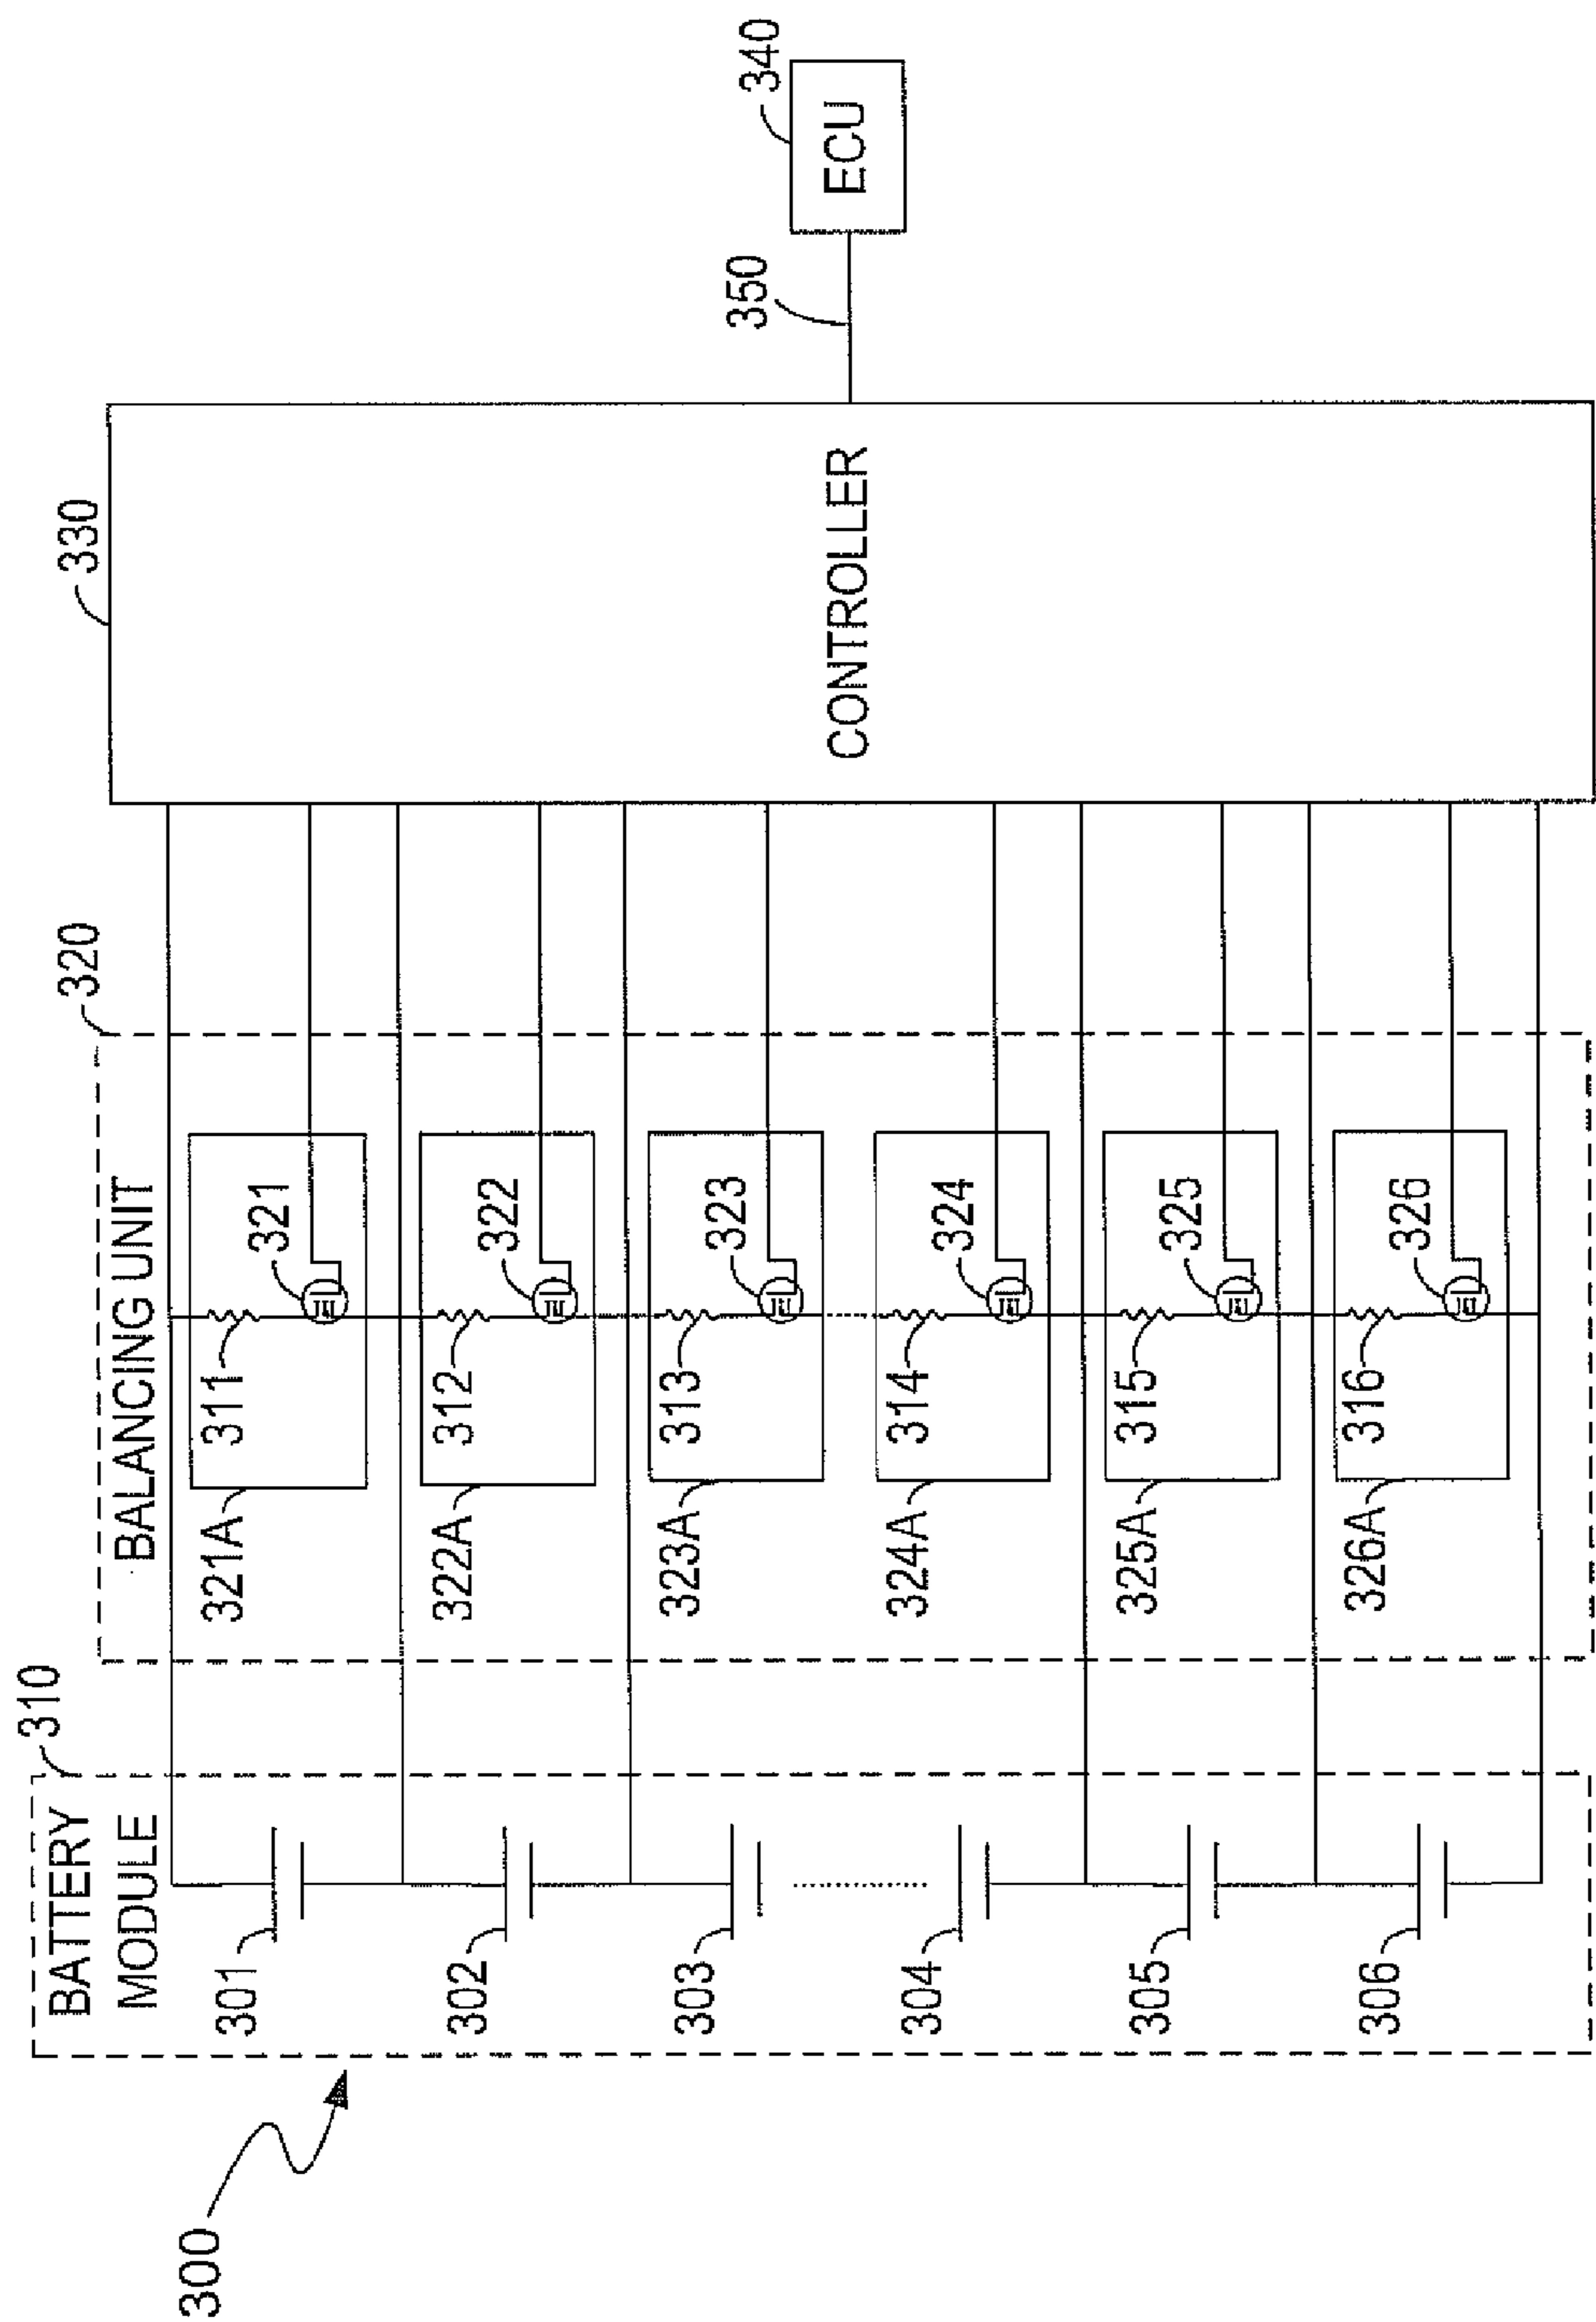 300
BATTERY
MODULE
310
301
302
303
304
305
306
BALANCING UNIT
320
321A
311
321
322A
312
322
323A
313
323
324A
314
324
325A
315
325
326A
316
326
330
CONTROLLER
350
340
ECU